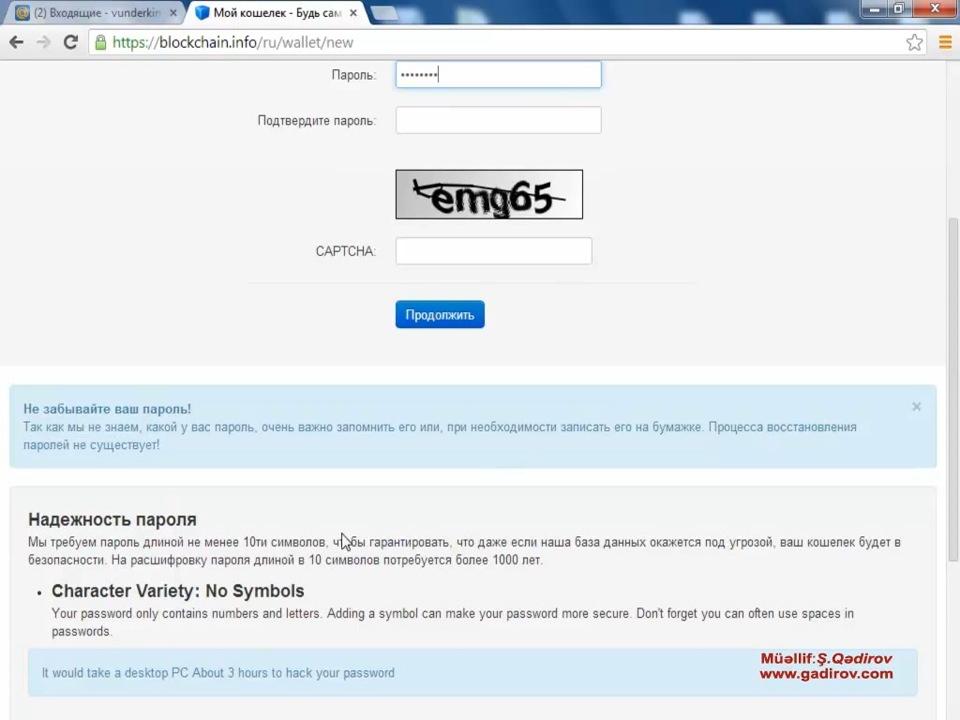 (2) Входящие - vunderkin
Мой кошелек - Будь сам
https://blockchain.info/ru/wallet/new
Пароль: ••••••••
Подтвердите пароль:
emg65
CAPTCHA:
Продолжить
Не забывайте ваш пароль!
Так как мы не знаем, какой у вас пароль, очень важно запомнить его или, при необходимости записать его на бумажке. Процесса восстановления
паролей не существует!
Надежность пароля
Мы требуем пароль длиной не менее 10ти символов, чтобы гарантировать, что даже если наша база данных окажется под угрозой, ваш кошелек будет в
безопасности. На расшифровку пароля длиной в 10 символов потребуется более 1000 лет.
• Character Variety: No Symbols
Your password only contains numbers and letters. Adding a symbol can make your password more secure. Don't forget you can often use spaces in
passwords.
It would take a desktop PC About 3 hours to hack your password
Müəllif:Ş.Qədirov
www.gadirov.com